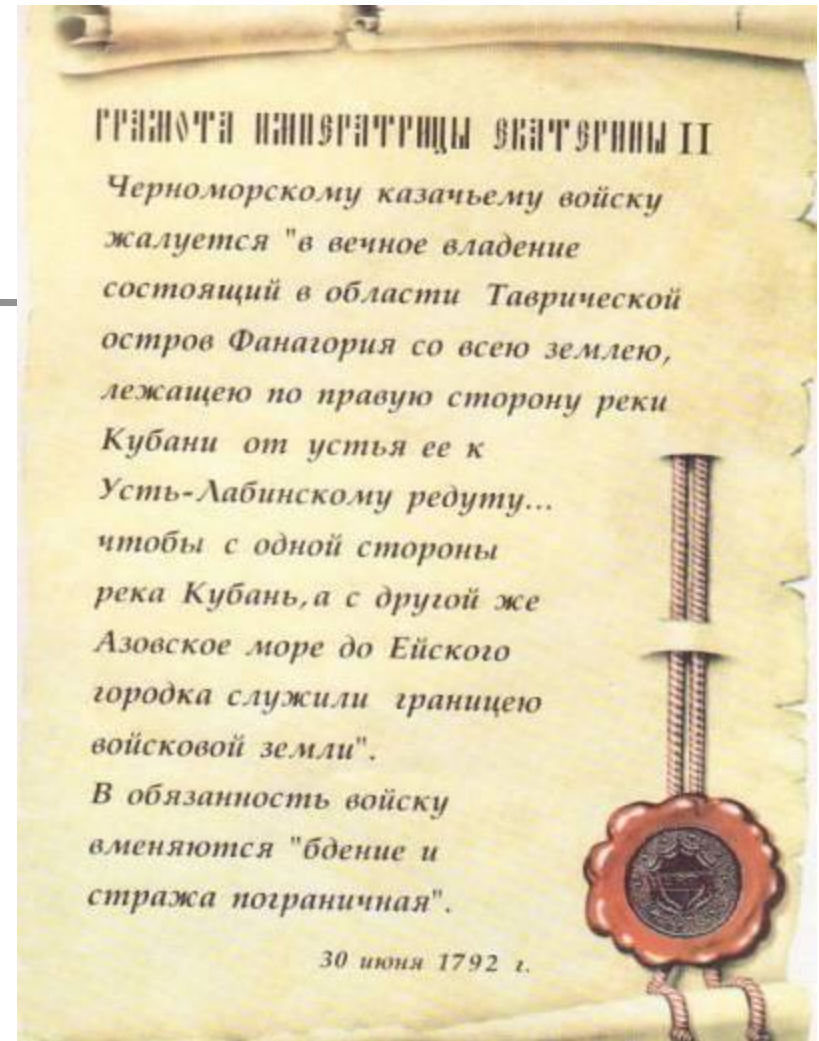 ГРАМОТА ИМПЕРАТРИЦЫ ЕКАТЕРИНЫ II
Черноморскому казачьему войску
жалуется "в вечное владение
состоящий в области Таврической
остров Фанагория со всею землею,
лежащею по правую сторону реки
Кубани от устья ее к
Усть-Лабинскому редуту...
чтобы с одной стороны
река Кубань,а с другой же
Азовское море до Ейского
городка служили границею
войсковой земли".
В обязанность войску
вменяются "бдение и
стража пограничная".
30 июня 1792 г.